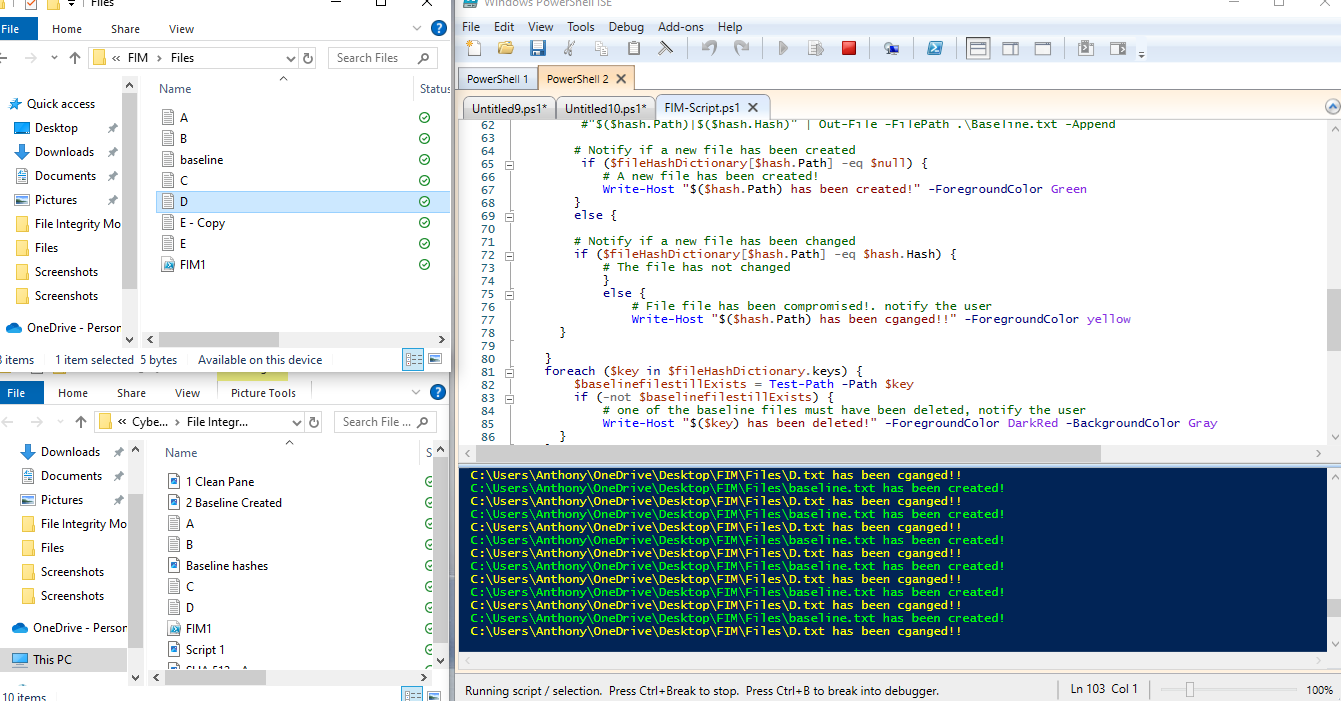 Files
File Home Share View
« FIM > Files
Search Files
Name Status
Quick access
Desktop
Downloads
Documents
Pictures
File Integrity Mo
Files
Screenshots
Screenshots
OneDrive - Person
A
B
baseline
C
D
E - Copy
E
FIM1
items 1 item selected 5 bytes Available on this device
File Home Share View Picture Tools
« Cybe... > File Integr...
Search File ...
Name S
Downloads
Documents
Pictures
File Integrity Mo
Files
Screenshots
Screenshots
OneDrive - Person
This PC
1 Clean Pane
2 Baseline Created
A
B
Baseline hashes
C
D
FIM1
Script 1
10 items
Windows PowerShell ISE
File Edit View Tools Debug Add-ons Help
PowerShell 1 PowerShell 2
Untitled9.ps1* Untitled10.ps1* FIM-Script.ps1
62 #"$($hash.Path)|$($hash.Hash)" | Out-File -FilePath .\Baseline.txt -Append
63
64 # Notify if a new file has been created
65 if ($fileHashDictionary[$hash.Path] -eq $null) {
66 # A new file has been created!
67 Write-Host "$($hash.Path) has been created!" -ForegroundColor Green
68 }
69 else {
70
71 # Notify if a new file has been changed
72 if ($fileHashDictionary[$hash.Path] -eq $hash.Hash) {
73 # The file has not changed
74 }
75 else {
76 # File file has been compromised!. notify the user
77 Write-Host "$($hash.Path) has been cganged!!" -ForegroundColor yellow
78 }
79
80 }
81 foreach ($key in $fileHashDictionary.keys) {
82 $baselinefilestillExists = Test-Path -Path $key
83 if (-not $baselinefilestillExists) {
84 # one of the baseline files must have been deleted, notify the user
85 Write-Host "$($key) has been deleted!" -ForegroundColor DarkRed -BackgroundColor Gray
86 }
C:\Users\Anthony\OneDrive\Desktop\FIM\Files\D.txt has been cganged!!
C:\Users\Anthony\OneDrive\Desktop\FIM\Files\baseline.txt has been created!
C:\Users\Anthony\OneDrive\Desktop\FIM\Files\D.txt has been cganged!!
C:\Users\Anthony\OneDrive\Desktop\FIM\Files\baseline.txt has been created!
C:\Users\Anthony\OneDrive\Desktop\FIM\Files\D.txt has been cganged!!
C:\Users\Anthony\OneDrive\Desktop\FIM\Files\baseline.txt has been created!
C:\Users\Anthony\OneDrive\Desktop\FIM\Files\D.txt has been cganged!!
C:\Users\Anthony\OneDrive\Desktop\FIM\Files\baseline.txt has been created!
C:\Users\Anthony\OneDrive\Desktop\FIM\Files\D.txt has been cganged!!
C:\Users\Anthony\OneDrive\Desktop\FIM\Files\baseline.txt has been created!
C:\Users\Anthony\OneDrive\Desktop\FIM\Files\D.txt has been cganged!!
C:\Users\Anthony\OneDrive\Desktop\FIM\Files\baseline.txt has been created!
C:\Users\Anthony\OneDrive\Desktop\FIM\Files\D.txt has been cganged!!
Running script / selection. Press Ctrl+Break to stop. Press Ctrl+B to break into debugger. Ln 103 Col 1 100%